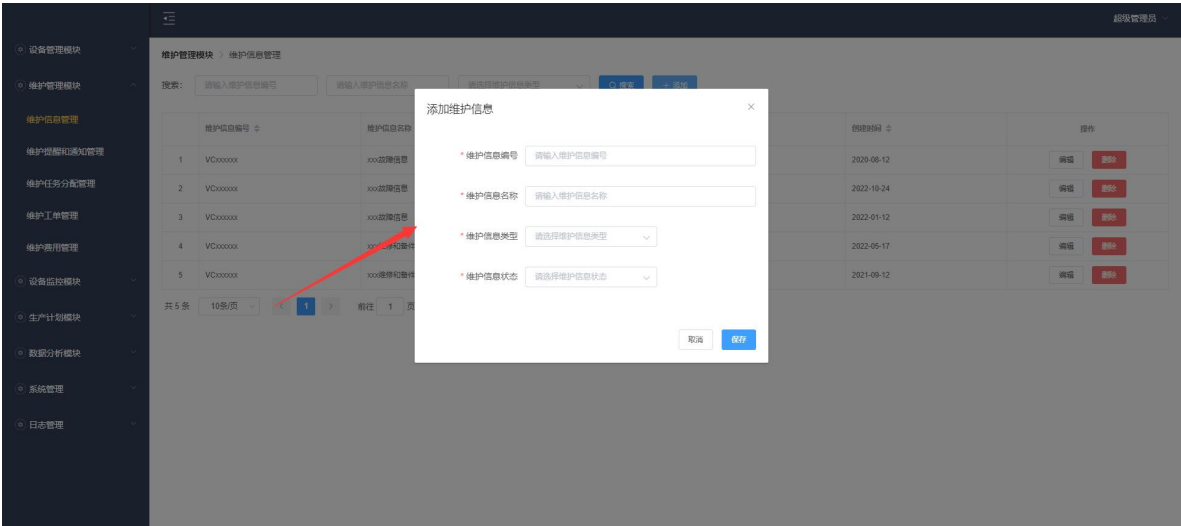 超级管理员
设备管理模块
维护管理模块
维护信息管理
维护提醒和通知管理
维护任务分配管理
维护工单管理
维护费用管理
设备监控模块
生产计划模块
数据分析模块
系统管理
日志管理
维护管理模块 维护信息管理
搜索: 请输入维护信息编号 请输入维护信息名称 请选择维护信息类型 搜索 + 添加
维护信息编号 维护信息名称 创建时间 操作
1 VCxxxxxx xxx故障信息 2020-08-12 编辑 删除
2 VCxxxxxx xxx故障信息 2022-10-24 编辑 删除
3 VCxxxxxx xxx故障信息 2022-01-12 编辑 删除
4 VCxxxxxx 2022-05-17 编辑 删除
5 VCxxxxxx xxx维修和备件 2021-09-12 编辑 删除
共 5 条 10条/页 < 1 > 前往 1 页
添加维护信息
* 维护信息编号 请输入维护信息编号
* 维护信息名称 请输入维护信息名称
* 维护信息类型 请选择维护信息类型
* 维护信息状态 请选择维护信息状态
取消 保存